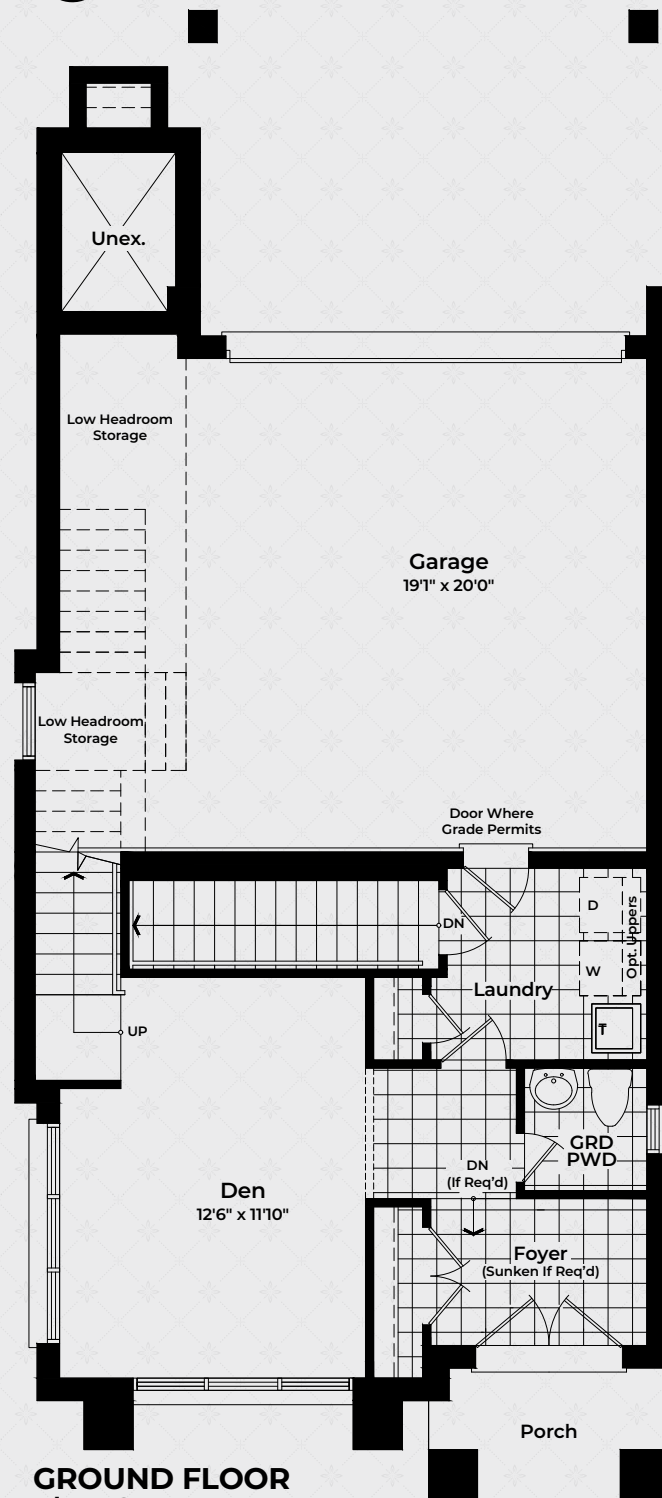 Unex.
Low Headroom
Storage
Garage
19'1" x 20'0"
Low Headroom
Storage
Door Where
Grade Permits
D
DN
Opt. Uppers
W
Laundry
T
UP
GRD
PWD
DN
(If Req'd)
Den
12'6" x 11'10"
Foyer
(Sunken If Req'd)
Porch
GROUND FLOOR